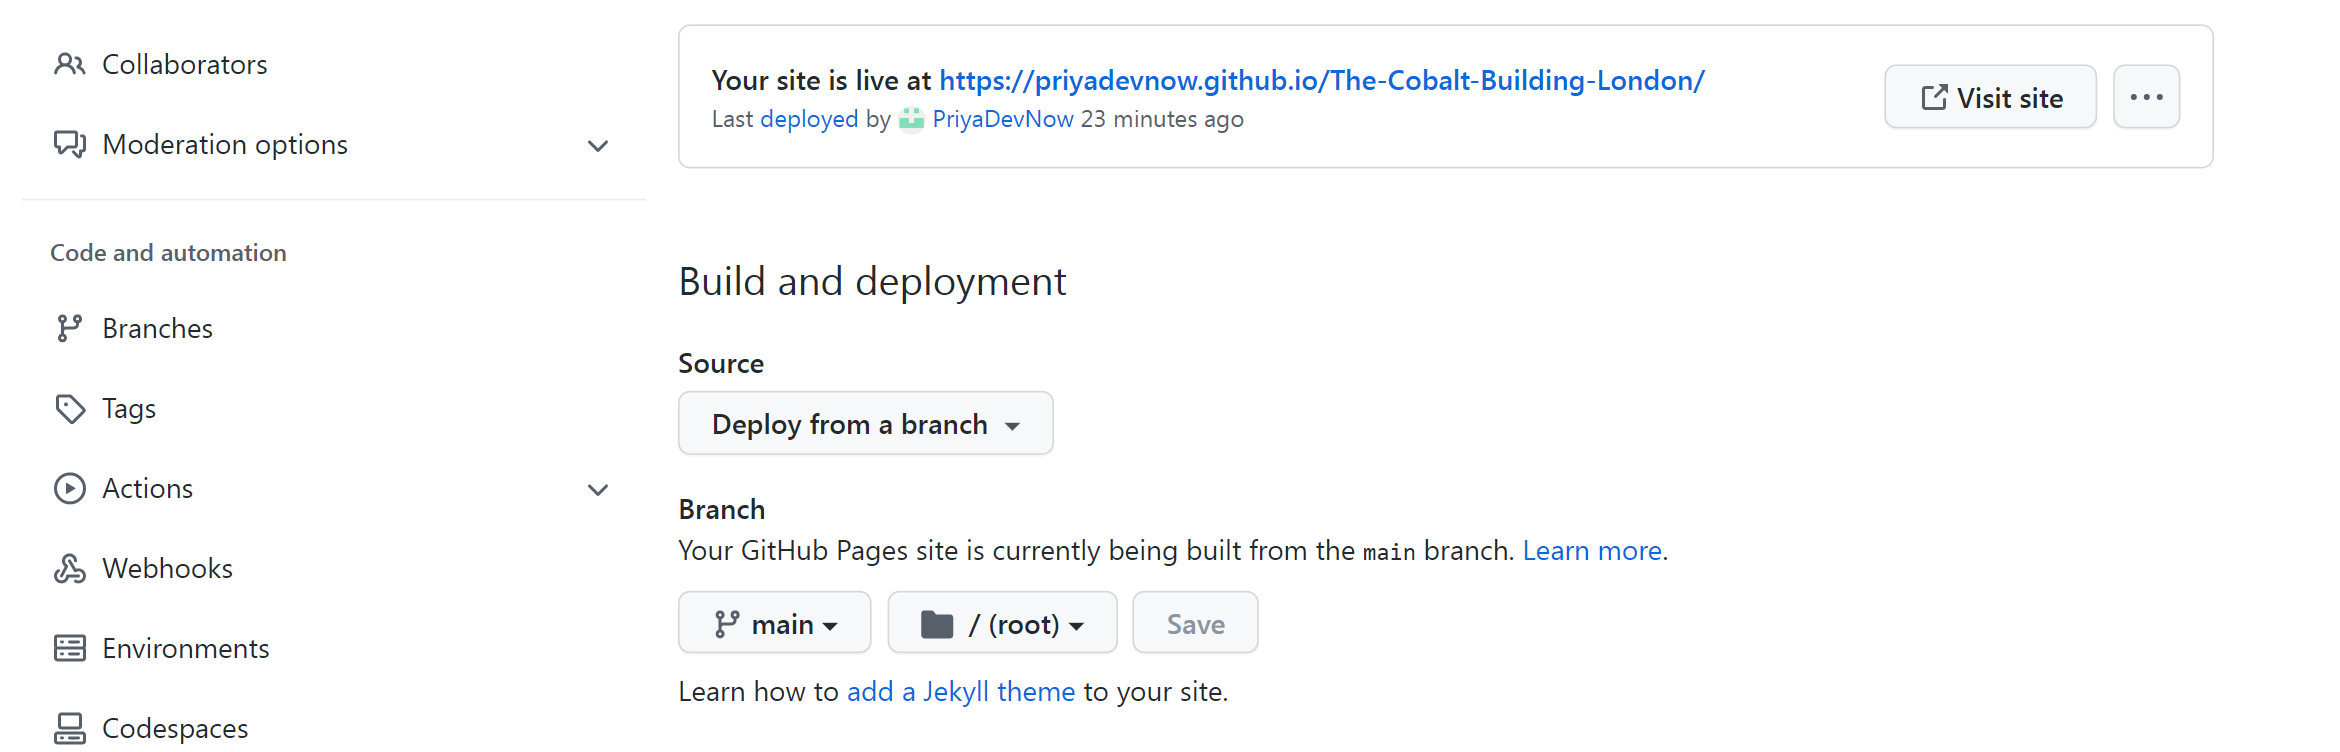 Collaborators
Moderation options
Code and automation
Branches
Tags
Actions
Webhooks
Environments
Codespaces
Your site is live at https://priyadevnow.github.io/The-Cobalt-Building-London/
Last deployed by PriyaDevNow 23 minutes ago
Visit site
Build and deployment
Source
Deploy from a branch
Branch
Your GitHub Pages site is currently being built from the main branch. Learn more.
main / (root) Save
Learn how to add a Jekyll theme to your site.